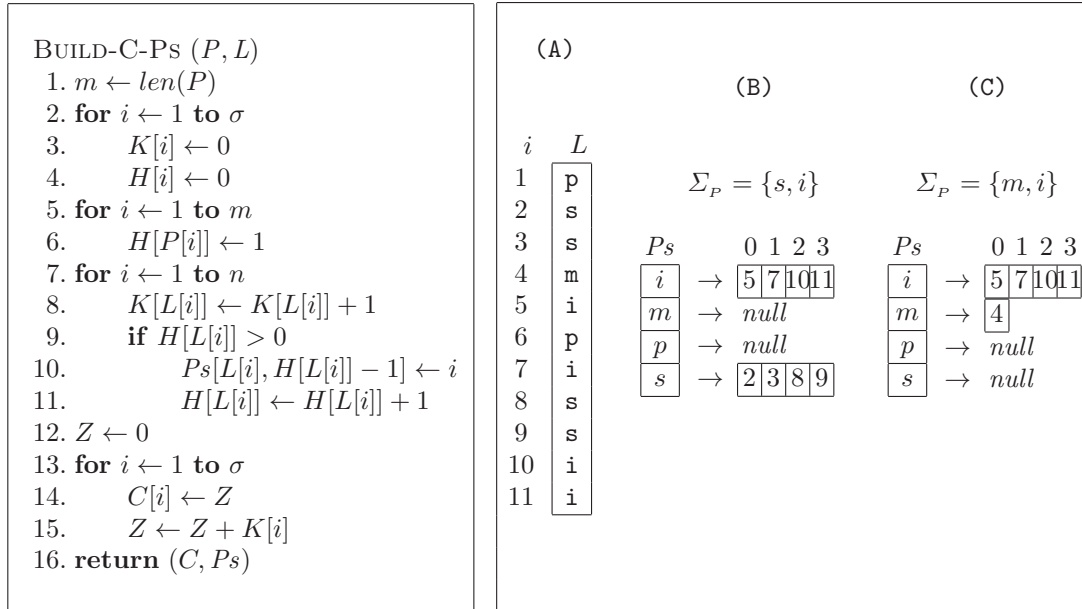 BUILD-C-PS (P, L)
1. m ← len(P)
2. for i ← 1 to σ
3. K[i] ← 0
4. H[i] ← 0
5. for i ← 1 to m
6. H[P[i]] ← 1
7. for i ← 1 to n
8. K[L[i]] ← K[L[i]] + 1
9. if H[L[i]] > 0
10. Ps[L[i], H[L[i]] − 1] ← i
11. H[L[i]] ← H[L[i]] + 1
12. Z ← 0
13. for i ← 1 to σ
14. C[i] ← Z
15. Z ← Z + K[i]
16. return (C, Ps)
(A)
i L
1 p
2 s
3 s
4 m
5 i
6 p
7 i
8 s
9 s
10 i
11 i
(B)
Σ_P = {s, i}
Ps 0 1 2 3
i → 5 7 10 11
m → null
p → null
s → 2 3 8 9
(C)
Σ_P = {m, i}
Ps 0 1 2 3
i → 5 7 10 11
m → 4
p → null
s → null